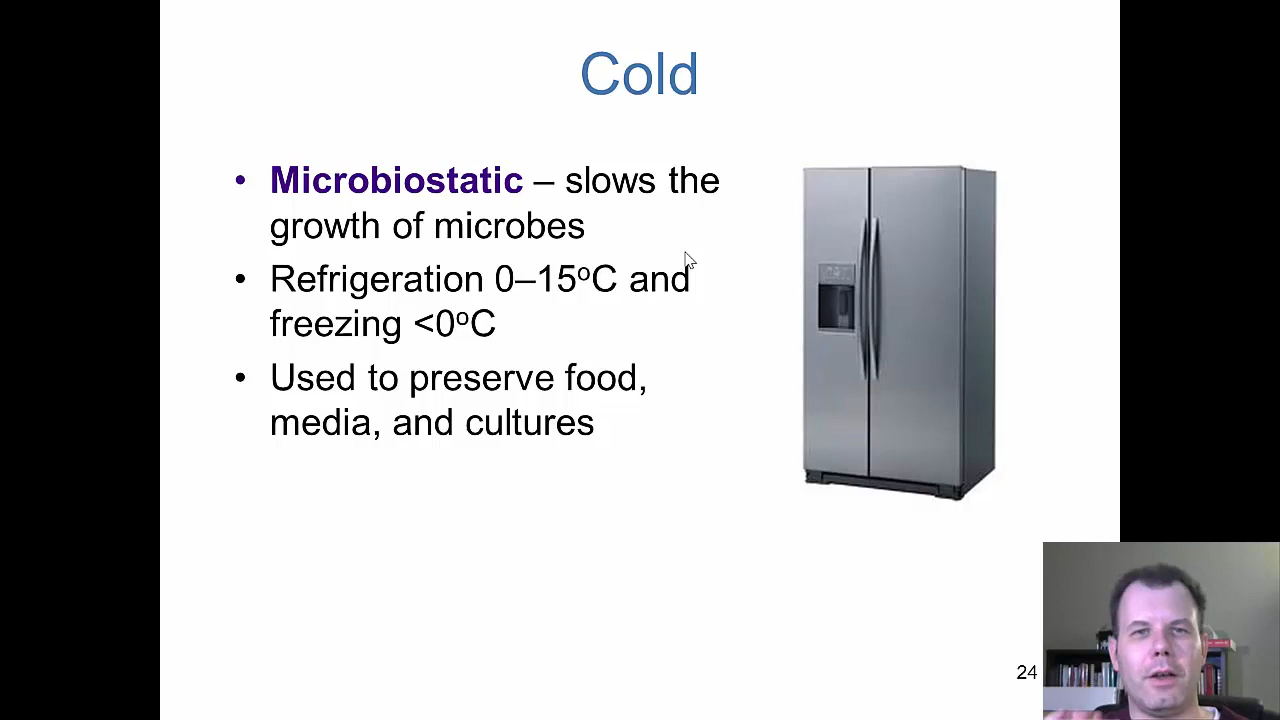 Cold
• Microbiostatic – slows the
growth of microbes
• Refrigeration 0–15ºC and
freezing <0ºC
• Used to preserve food,
media, and cultures
24